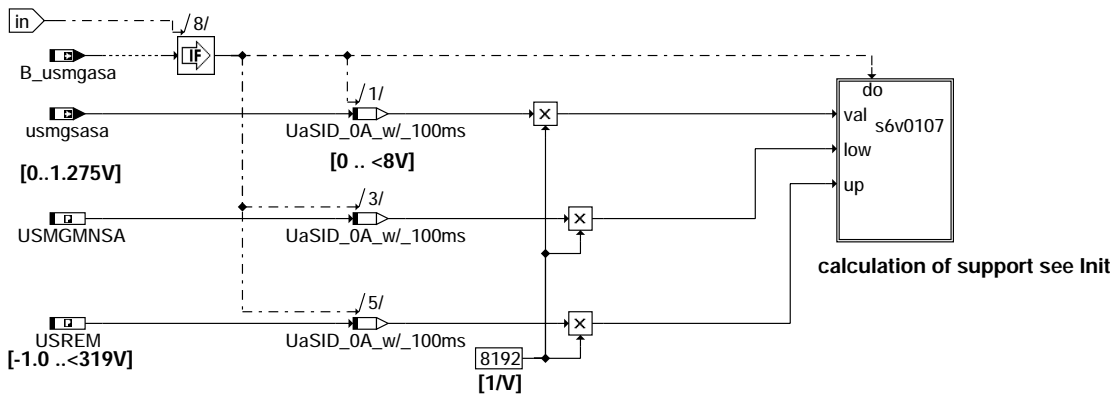 in
/8/
IF
B_usmgasa
do
/1/
s6v0107
val
usmgsasa
UaSID_0A_w/_100ms
low
[0..1.275V]
[0 .. <8V]
up
/3/
USMGMNSA
UaSID_0A_w/_100ms
calculation of support see Init
/5/
USREM
UaSID_0A_w/_100ms
[-1.0 ..<319V]
8192
[1/V]